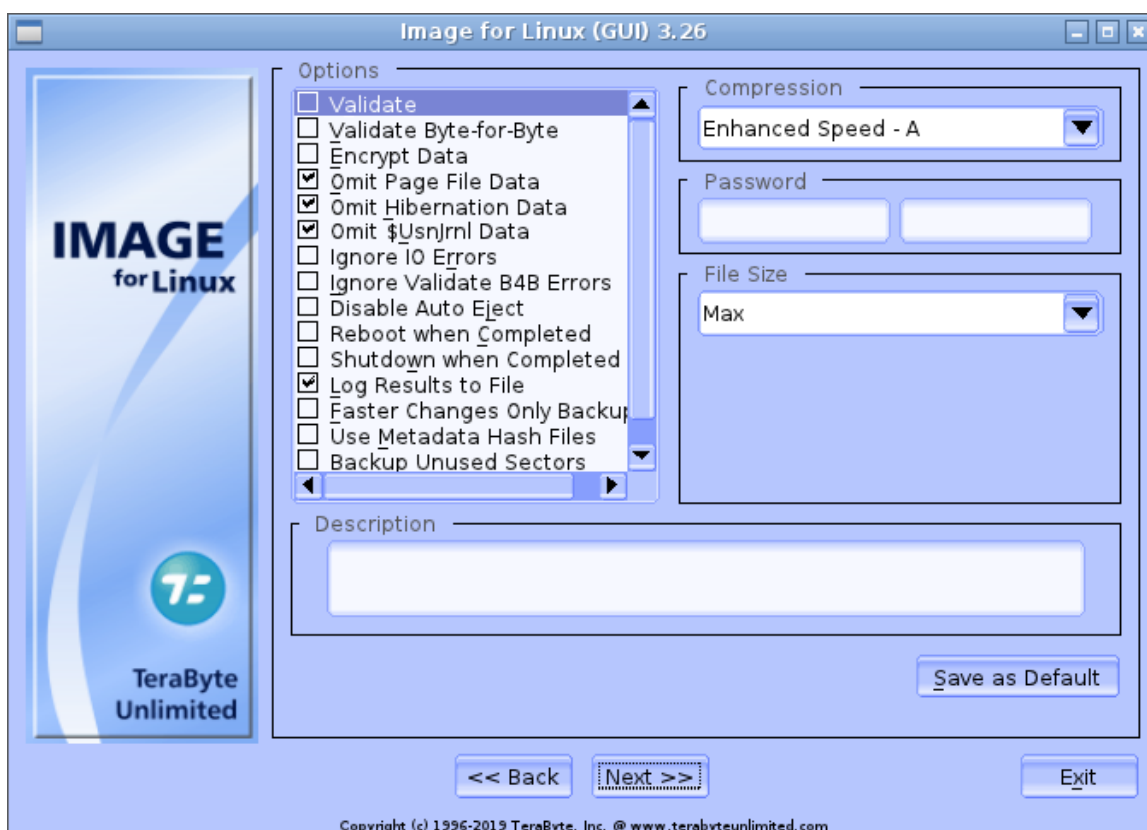 Image for Linux (GUI) 3.26
IMAGE
for Linux
TeraByte
Unlimited
Options
Validate
Validate Byte-for-Byte
Encrypt Data
Omit Page File Data
Omit Hibernation Data
Omit $UsnJrnl Data
Ignore IO Errors
Ignore Validate B4B Errors
Disable Auto Eject
Reboot when Completed
Shutdown when Completed
Log Results to File
Faster Changes Only Backup
Use Metadata Hash Files
Backup Unused Sectors
Compression
Enhanced Speed - A
Password
File Size
Max
Description
Save as Default
<< Back
Next >>
Exit
Copyright (c) 1996-2019 TeraByte, Inc. @ www.terabyteunlimited.com